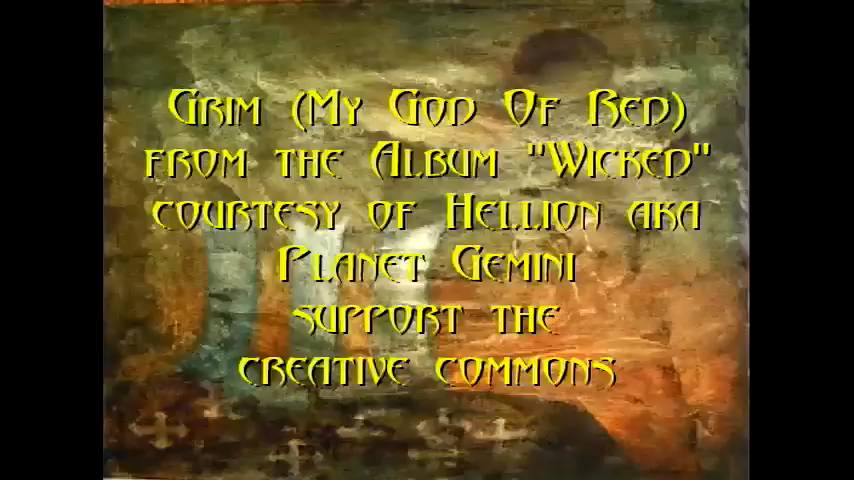 Grim (My God Of Red)
from the Album "Wicked"
courtesy of Hellion aka
Planet Gemini
support the
creative commons